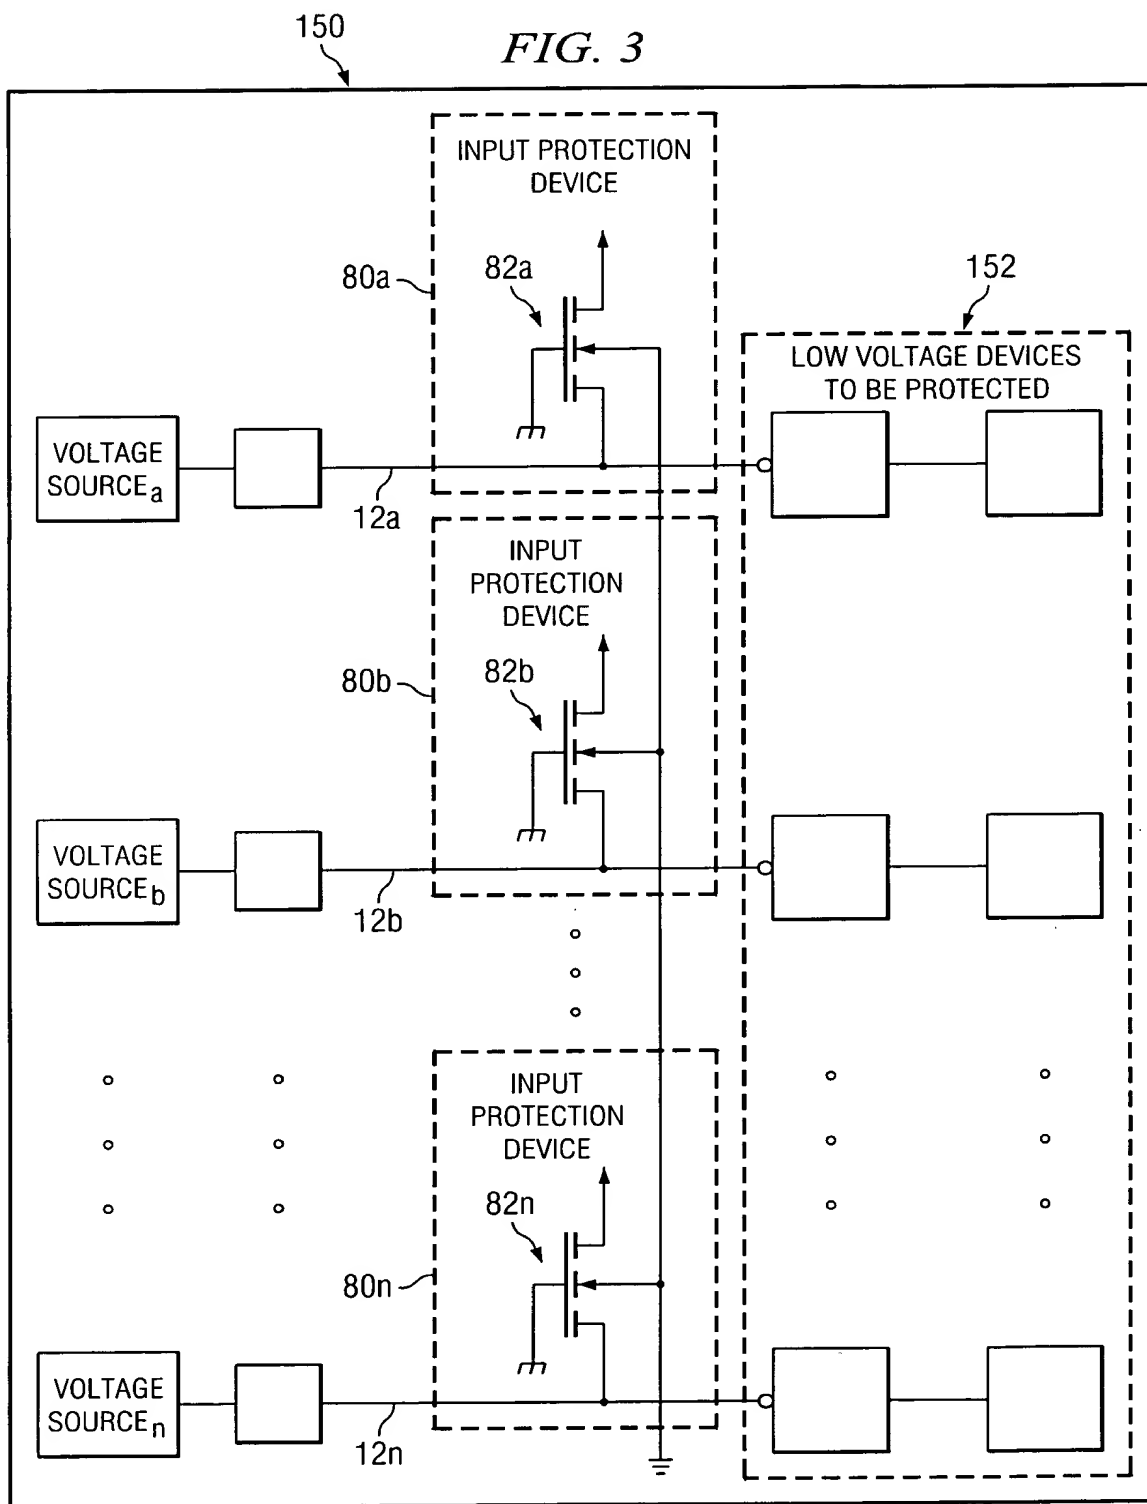 150
FIG. 3
INPUT PROTECTION
DEVICE
80a
82a
152
LOW VOLTAGE DEVICES
TO BE PROTECTED
VOLTAGE
SOURCEa
12a
INPUT
PROTECTION
DEVICE
80b
82b
VOLTAGE
SOURCEb
12b
INPUT
PROTECTION
DEVICE
82n
80n
VOLTAGE
SOURCEn
12n